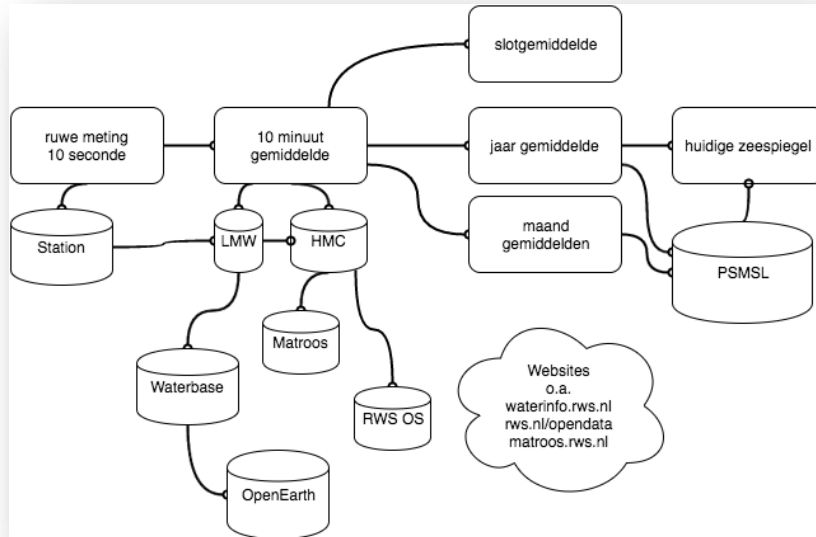 slotgemiddelde
ruwe meting
10 seconde
10 minuut
gemiddelde
jaar gemiddelde
huidige zeespiegel
maand
gemiddelden
Station
LMW
HMC
PSMSL
Matroos
Waterbase
RWS OS
OpenEarth
Websites
o.a.
waterinfo.rws.nl
rws.nl/opendata
matroos.rws.nl